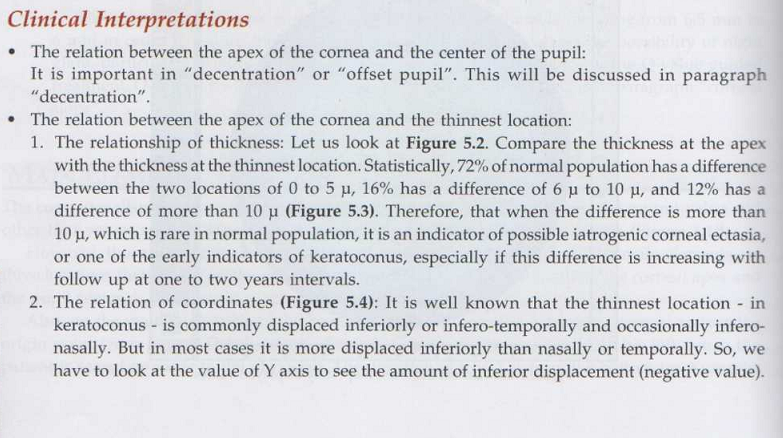 Clinical Interpretations
• The relation between the apex of the cornea and the center of the pupil:
It is important in “decentration” or “offset pupil”. This will be discussed in paragraph
“decentration”.
• The relation between the apex of the cornea and the thinnest location:
1. The relationship of thickness: Let us look at Figure 5.2. Compare the thickness at the apex
with the thickness at the thinnest location. Statistically, 72% of normal population has a difference
between the two locations of 0 to 5 μ, 16% has a difference of 6 μ to 10 μ, and 12% has a
difference of more than 10 μ (Figure 5.3). Therefore, that when the difference is more than
10 μ, which is rare in normal population, it is an indicator of possible iatrogenic corneal ectasia,
or one of the early indicators of keratoconus, especially if this difference is increasing with
follow up at one to two years intervals.
2. The relation of coordinates (Figure 5.4): It is well known that the thinnest location - in
keratoconus - is commonly displaced inferiorly or infero-temporally and occasionally infero-
nasally. But in most cases it is more displaced inferiorly than nasally or temporally. So, we
have to look at the value of Y axis to see the amount of inferior displacement (negative value).